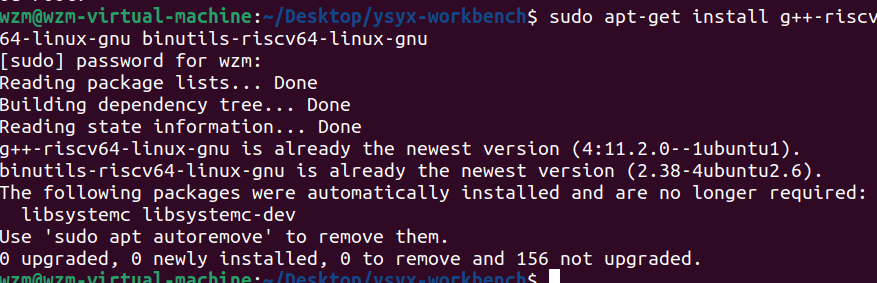 wzm@wzm-virtual-machine:~/Desktop/ysyx-workbench$ sudo apt-get install g++-riscv
64-linux-gnu binutils-riscv64-linux-gnu
[sudo] password for wzm:
Reading package lists... Done
Building dependency tree... Done
Reading state information... Done
g++-riscv64-linux-gnu is already the newest version (4:11.2.0--1ubuntu1).
binutils-riscv64-linux-gnu is already the newest version (2.38-4ubuntu2.6).
The following packages were automatically installed and are no longer required:
  libsystemc libsystemc-dev
Use 'sudo apt autoremove' to remove them.
0 upgraded, 0 newly installed, 0 to remove and 156 not upgraded.
wzm@wzm-virtual-machine:~/Desktop/ysyx-workbench$